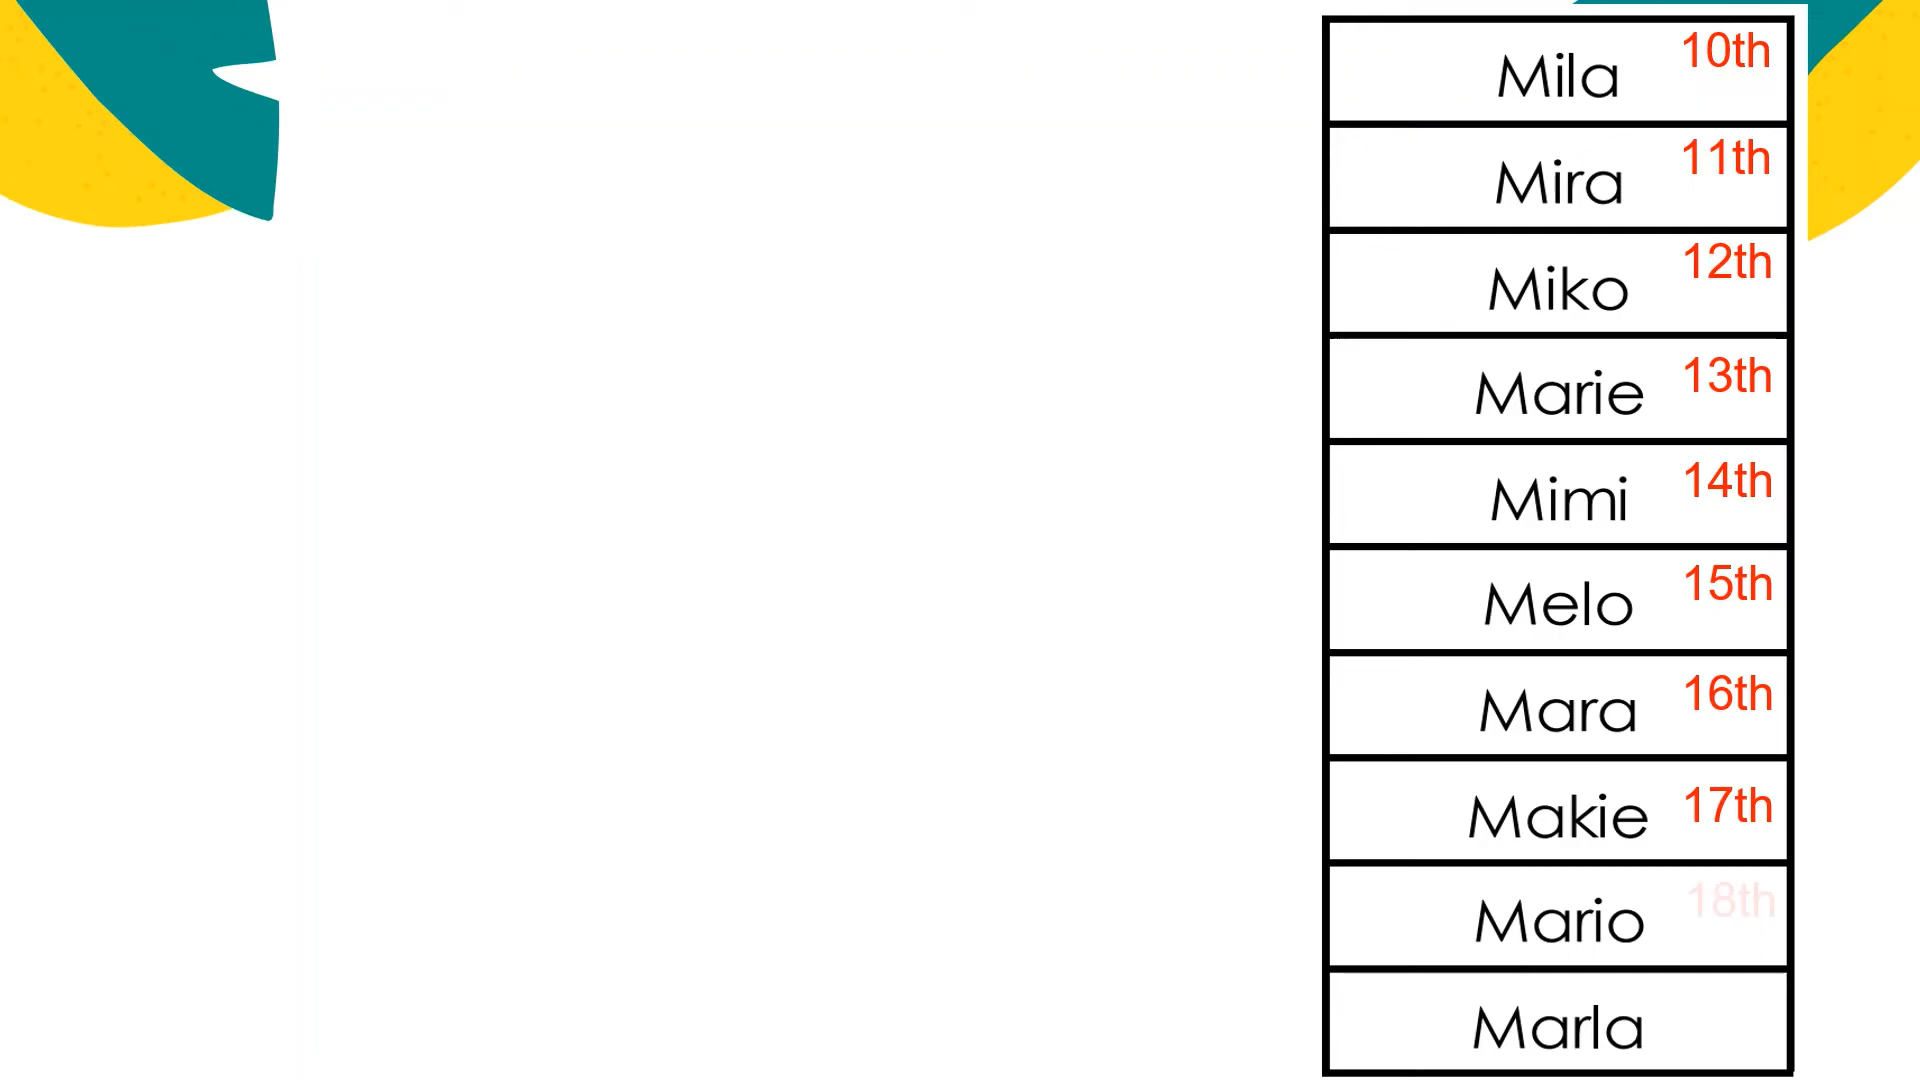 Mila 10th
Mira 11th
Miko 12th
Marie 13th
Mimi 14th
Melo 15th
Mara 16th
Makie 17th
Mario 18th
Marla